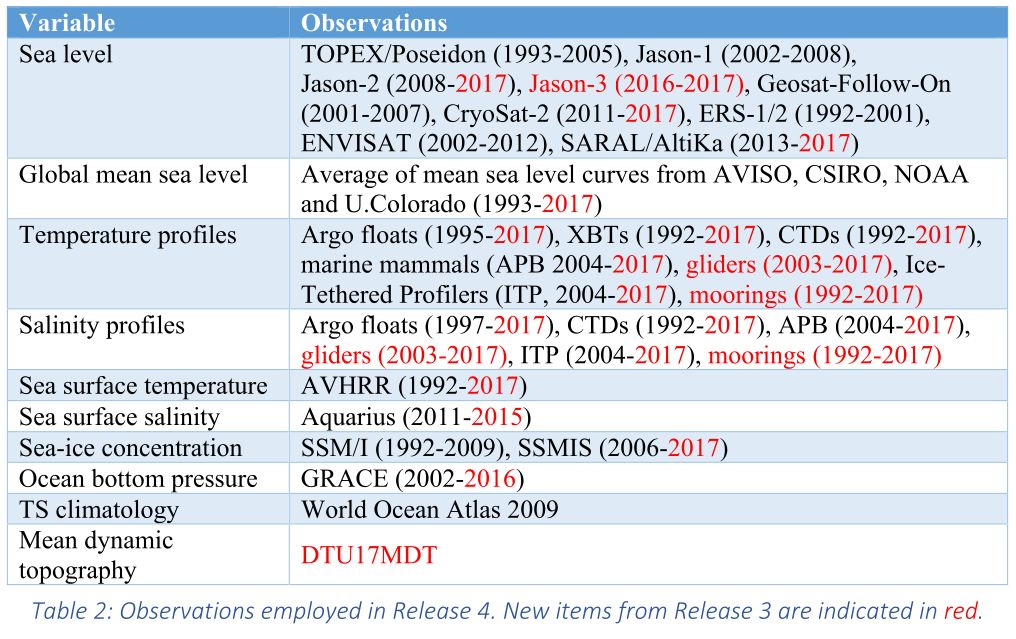 Variable Observations
Sea level TOPEX/Poseidon (1993-2005), Jason-1 (2002-2008),
Jason-2 (2008-2017), Jason-3 (2016-2017), Geosat-Follow-On
(2001-2007), CryoSat-2 (2011-2017), ERS-1/2 (1992-2001),
ENVISAT (2002-2012), SARAL/AltiKa (2013-2017)
Global mean sea level Average of mean sea level curves from AVISO, CSIRO, NOAA
and U.Colorado (1993-2017)
Temperature profiles Argo floats (1995-2017), XBTs (1992-2017), CTDs (1992-2017),
marine mammals (APB 2004-2017), gliders (2003-2017), Ice-
Tethered Profilers (ITP, 2004-2017), moorings (1992-2017)
Salinity profiles Argo floats (1997-2017), CTDs (1992-2017), APB (2004-2017),
gliders (2003-2017), ITP (2004-2017), moorings (1992-2017)
Sea surface temperature AVHRR (1992-2017)
Sea surface salinity Aquarius (2011-2015)
Sea-ice concentration SSM/I (1992-2009), SSMIS (2006-2017)
Ocean bottom pressure GRACE (2002-2016)
TS climatology World Ocean Atlas 2009
Mean dynamic
topography DTU17MDT
Table 2: Observations employed in Release 4. New items from Release 3 are indicated in red.